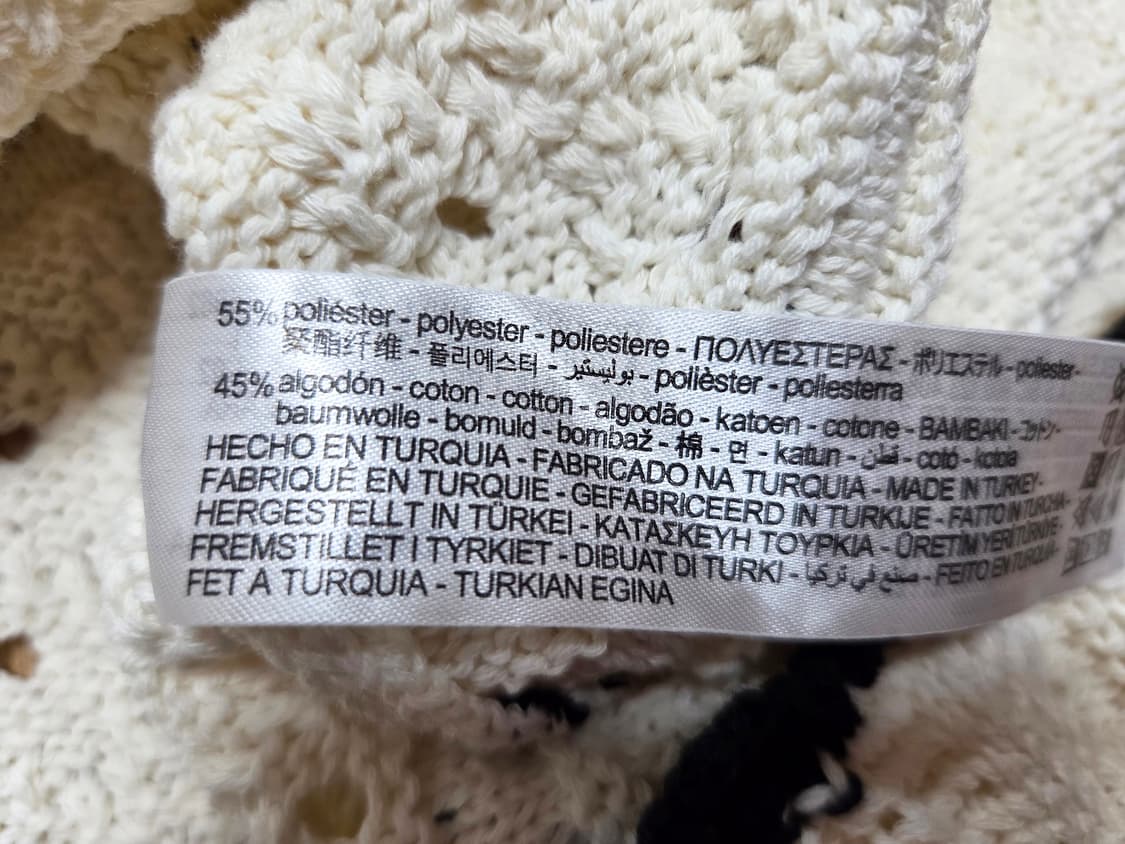 55% poliéster - polyester - poliestere - ΠΟΛΥΕΣΤΕΡΑΣ - ポリエステル - poliester -
聚酯纤维 - 폴리에스터 - بوليستير - polièster - poliesterra
45% algodón - coton - cotton - algodão - katoen - cotone - BAMBAKI - コットン -
baumwolle - bomuld - bombaž - 棉 - 면 - katun - قطن - cotó - kotoia
HECHO EN TURQUIA - FABRICADO NA TURQUIA - MADE IN TURKEY -
FABRIQUÉ EN TURQUIE - GEFABRICEERD IN TURKIJE - FATTO IN TURCHIA -
HERGESTELLT IN TÜRKEI - ΚΑΤΑΣΚΕΥΗ ΤΟΥΡΚΙΑ - ÜRETİM YERİ TÜRKİYE -
FREMSTILLET I TYRKIET - DIBUAT DI TURKI - صنع في تركيا - FEITO EN TURQUÍA -
FET A TURQUIA - TURKIAN EGINA